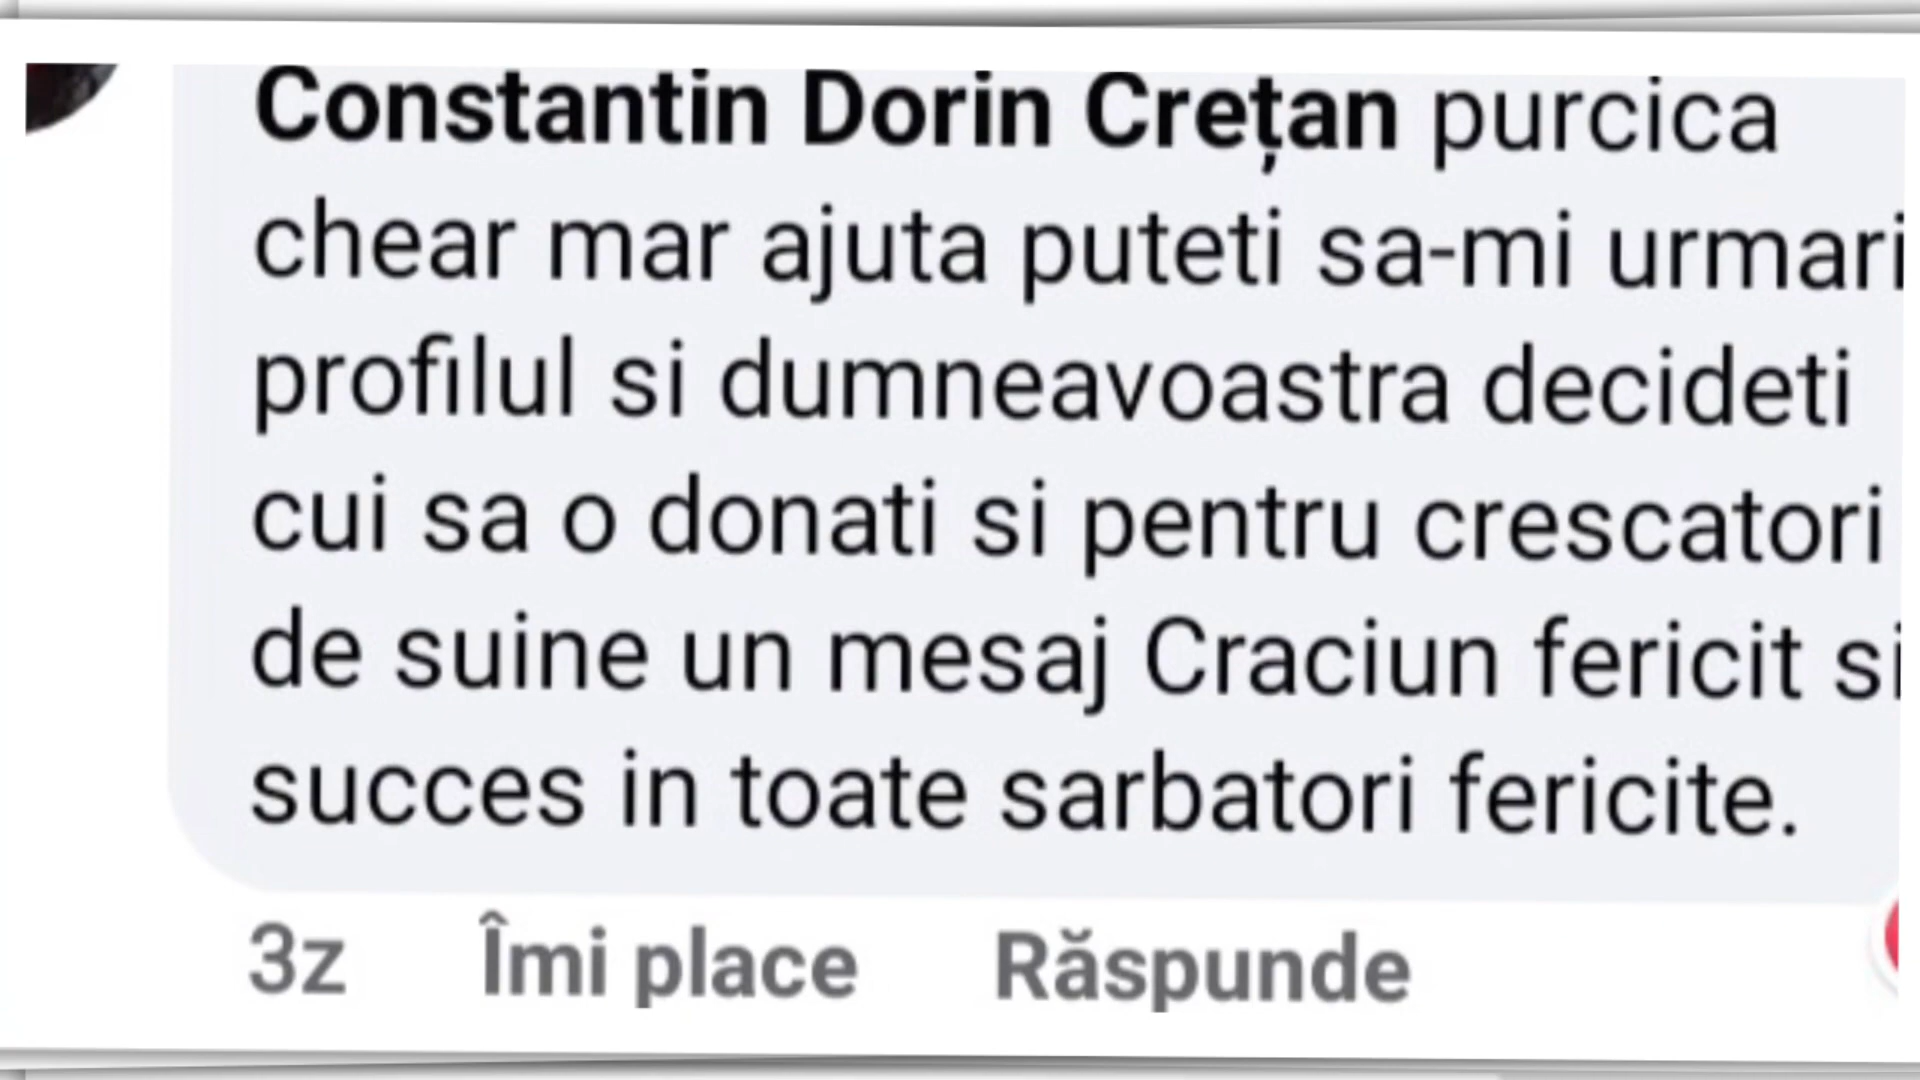 Constantin Dorin Crețan purcica
chear mar ajuta puteti sa-mi urmari
profilul si dumneavoastra decideti
cui sa o donati si pentru crescatori
de suine un mesaj Craciun fericit si
succes in toate sarbatori fericite.
3z Îmi place Răspunde